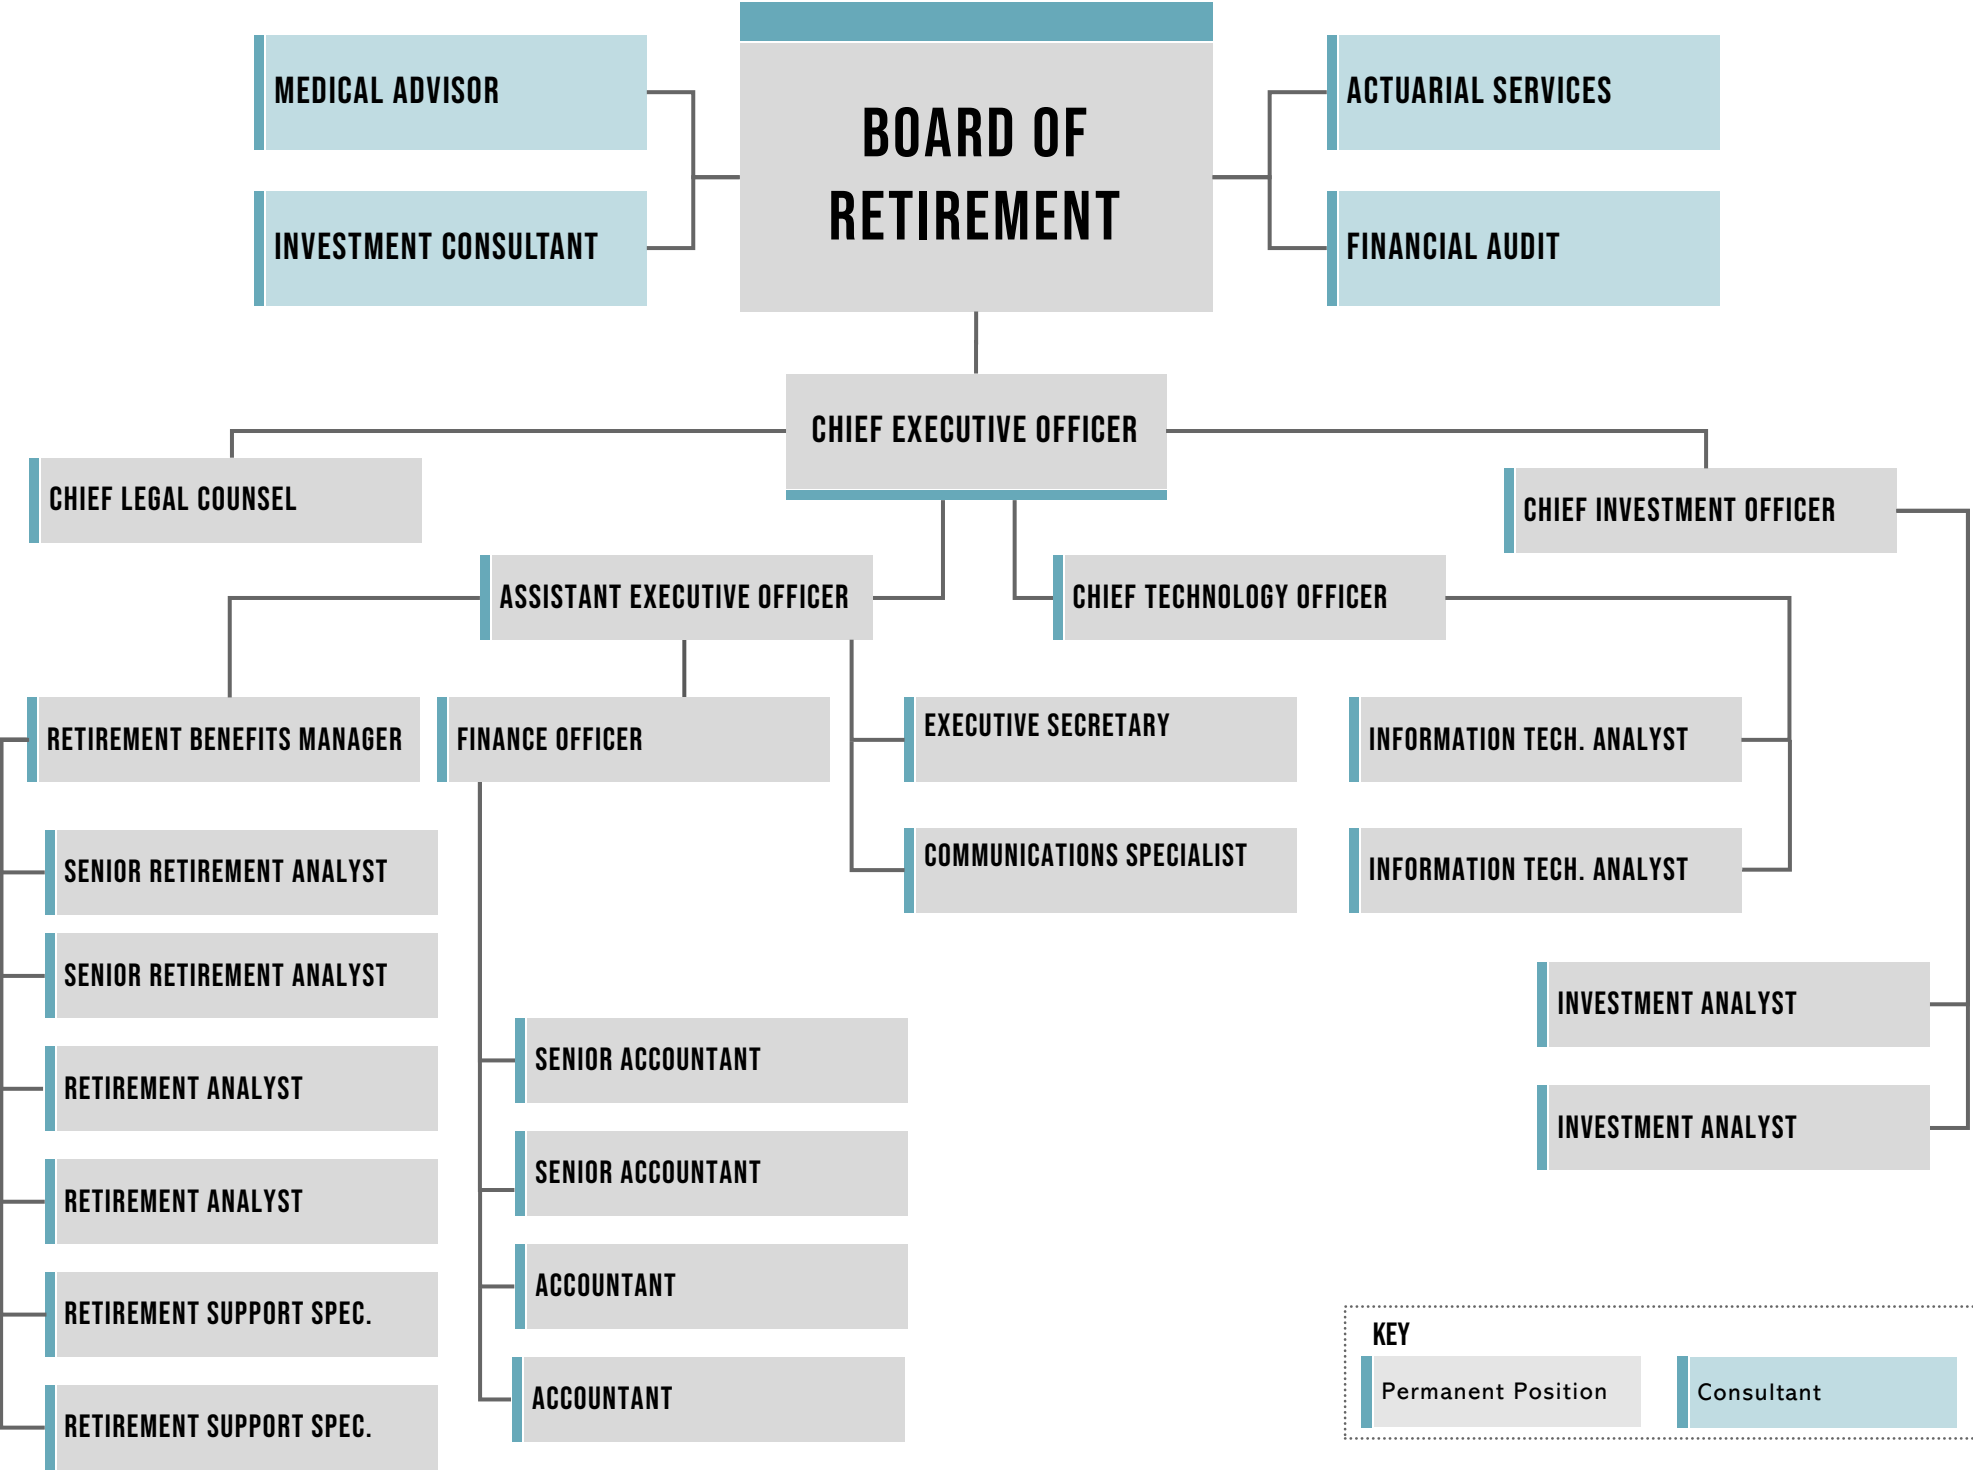 MEDICAL ADVISOR
INVESTMENT CONSULTANT
BOARD OF
RETIREMENT
ACTUARIAL SERVICES
FINANCIAL AUDIT
CHIEF EXECUTIVE OFFICER
CHIEF LEGAL COUNSEL
CHIEF INVESTMENT OFFICER
ASSISTANT EXECUTIVE OFFICER
CHIEF TECHNOLOGY OFFICER
RETIREMENT BENEFITS MANAGER
FINANCE OFFICER
EXECUTIVE SECRETARY
INFORMATION TECH. ANALYST
COMMUNICATIONS SPECIALIST
INFORMATION TECH. ANALYST
SENIOR RETIREMENT ANALYST
SENIOR RETIREMENT ANALYST
RETIREMENT ANALYST
RETIREMENT ANALYST
RETIREMENT SUPPORT SPEC.
RETIREMENT SUPPORT SPEC.
SENIOR ACCOUNTANT
SENIOR ACCOUNTANT
ACCOUNTANT
ACCOUNTANT
INVESTMENT ANALYST
INVESTMENT ANALYST
KEY
Permanent Position
Consultant